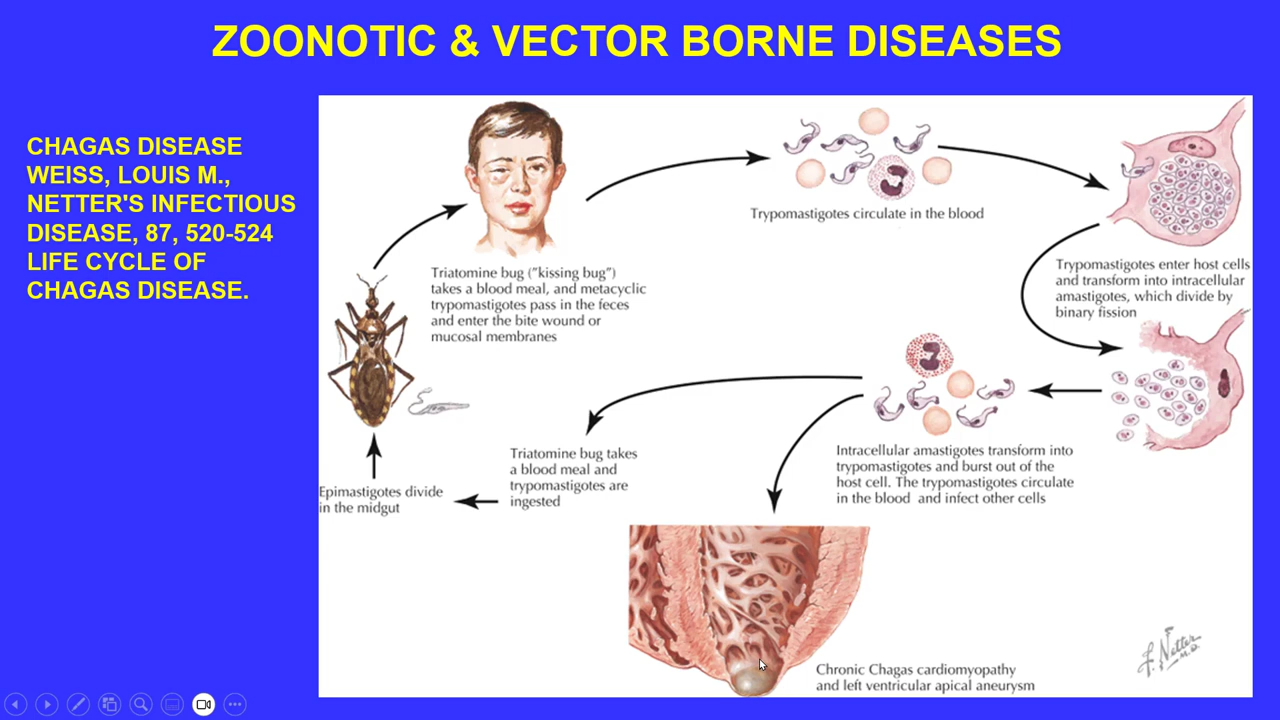 ZOONOTIC & VECTOR BORNE DISEASES
CHAGAS DISEASE
WEISS, LOUIS M.,
NETTER'S INFECTIOUS
DISEASE, 87, 520-524
LIFE CYCLE OF
CHAGAS DISEASE.
Triatomine bug ("kissing bug")
takes a blood meal, and metacyclic
trypomastigotes pass in the feces
and enter the bite wound or
mucosal membranes
Trypomastigotes circulate in the blood
Trypomastigotes enter host cells
and transform into intracellular
amastigotes, which divide by
binary fission
Intracellular amastigotes transform into
trypomastigotes and burst out of the
host cell. The trypomastigotes circulate
in the blood and infect other cells
Triatomine bug takes
a blood meal and
trypomastigotes are
ingested
Epimastigotes divide
in the midgut
Chronic Chagas cardiomyopathy
and left ventricular apical aneurysm
F. Netter
M.D.